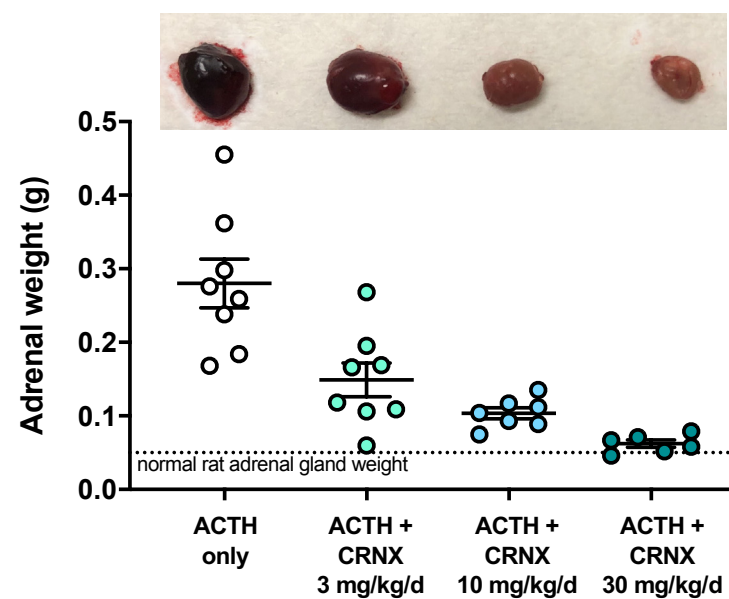 0.5
0.4
0.3
0.2
0.1
0.0
Adrenal weight (g)
normal rat adrenal gland weight
ACTH
only
ACTH +
CRNX
3 mg/kg/d
ACTH +
CRNX
10 mg/kg/d
ACTH +
CRNX
30 mg/kg/d